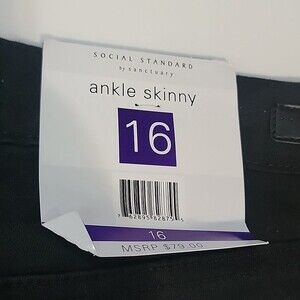 SOCIAL STANDARD
by sanctuary
ankle skinny
16
16
MSRP $79.00